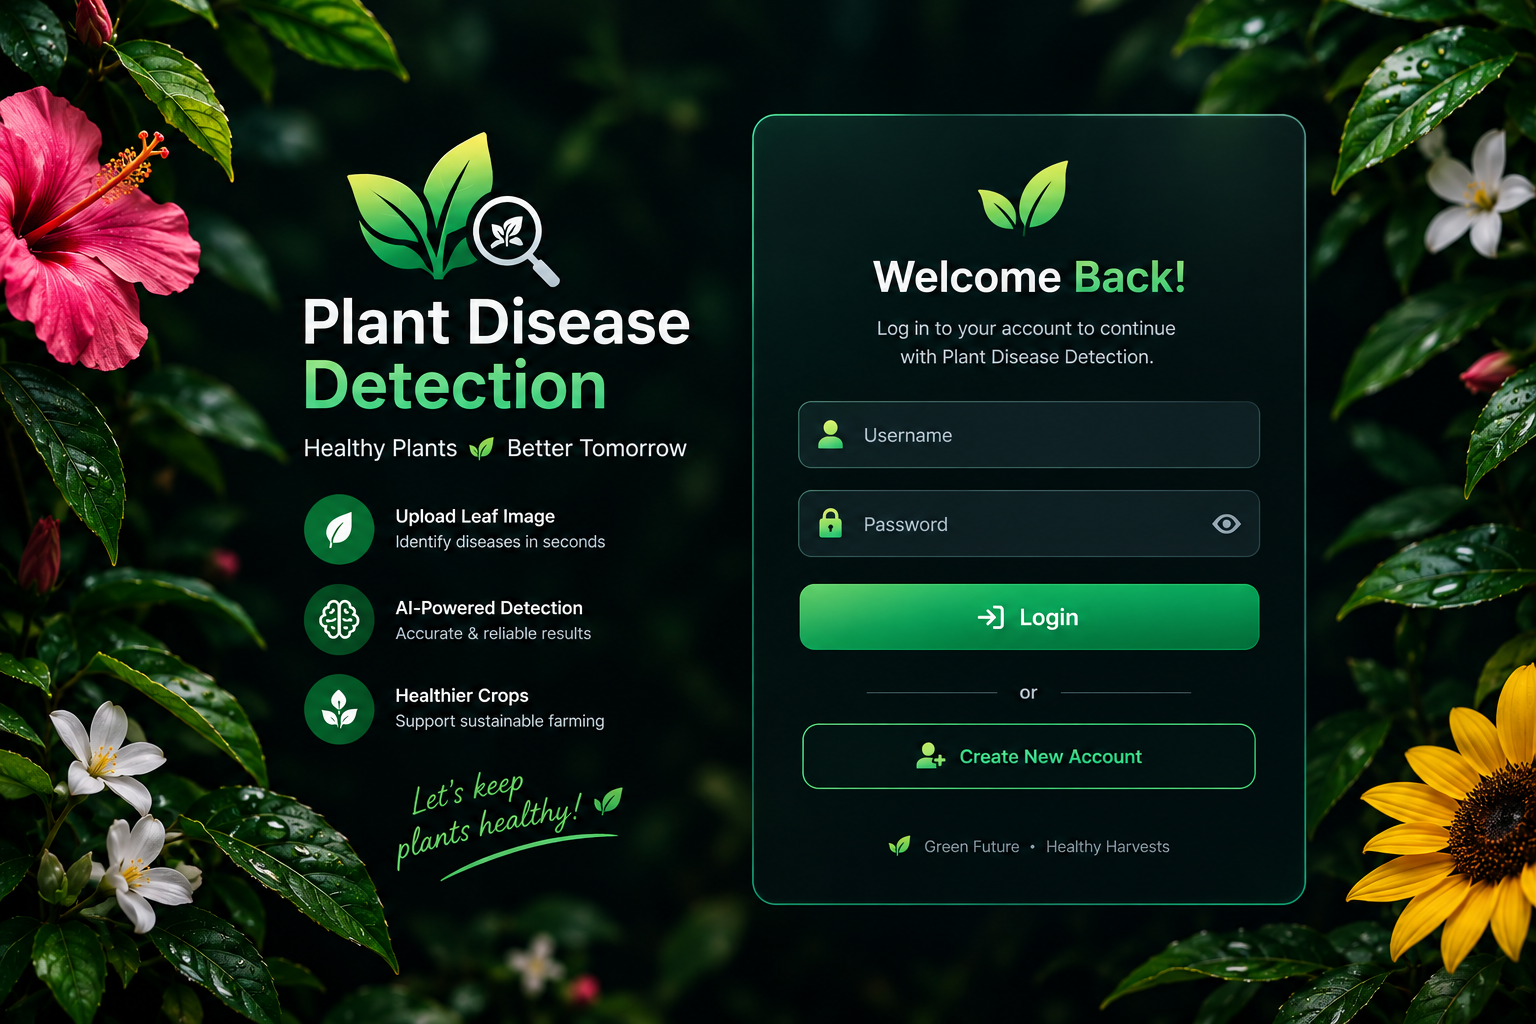 Plant Disease
Detection
Healthy Plants Better Tomorrow
Upload Leaf Image
Identify diseases in seconds
AI-Powered Detection
Accurate & reliable results
Healthier Crops
Support sustainable farming
Let's keep
plants healthy!
Welcome Back!
Log in to your account to continue
with Plant Disease Detection.
Username
Password
Login
or
Create New Account
Green Future • Healthy Harvests